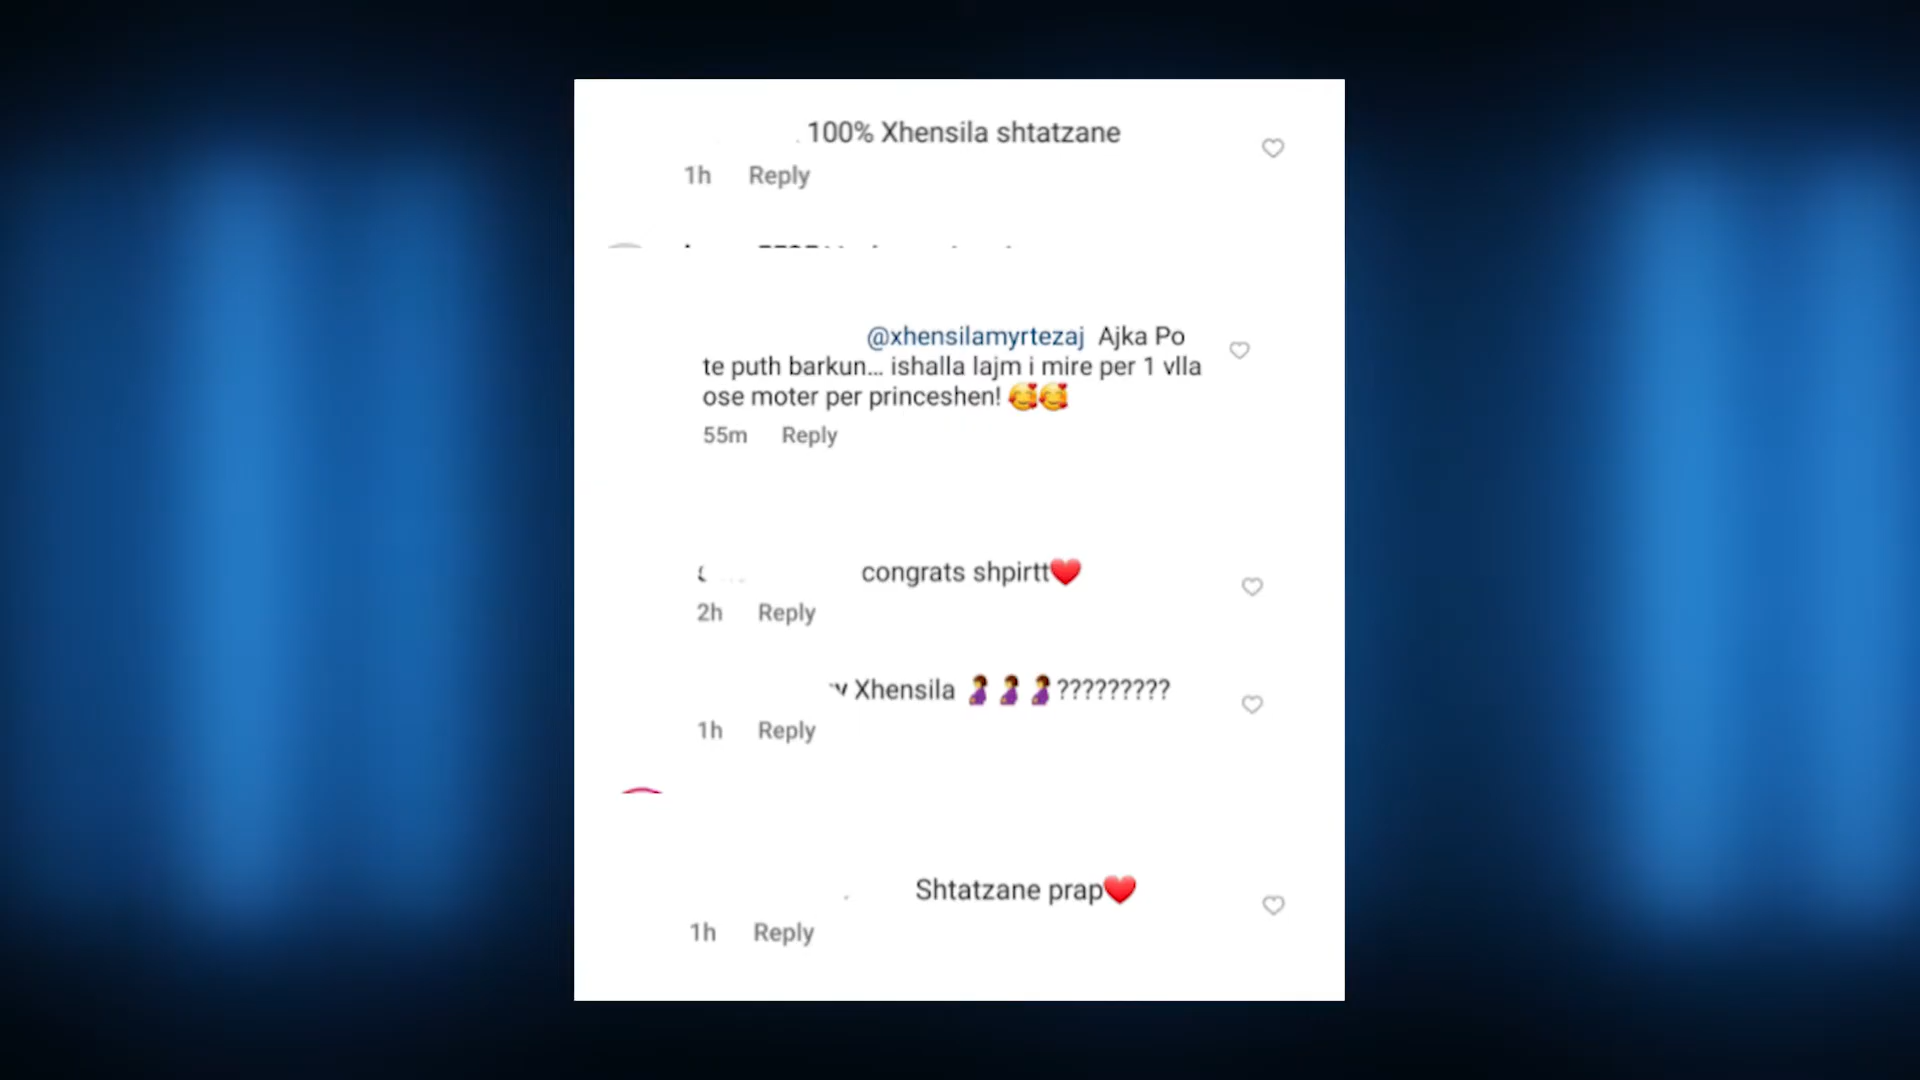 100% Xhensila shtatzane
1h Reply
@xhensilamyrtezaj Ajka Po
te puth barkun... ishalla lajm i mire per 1 vlla
ose moter per princeshen! 🥰🥰
55m Reply
congrats shpirtt❤️
2h Reply
Xhensila 🤰🤰🤰?????????
1h Reply
Shtatzane prap❤️
1h Reply